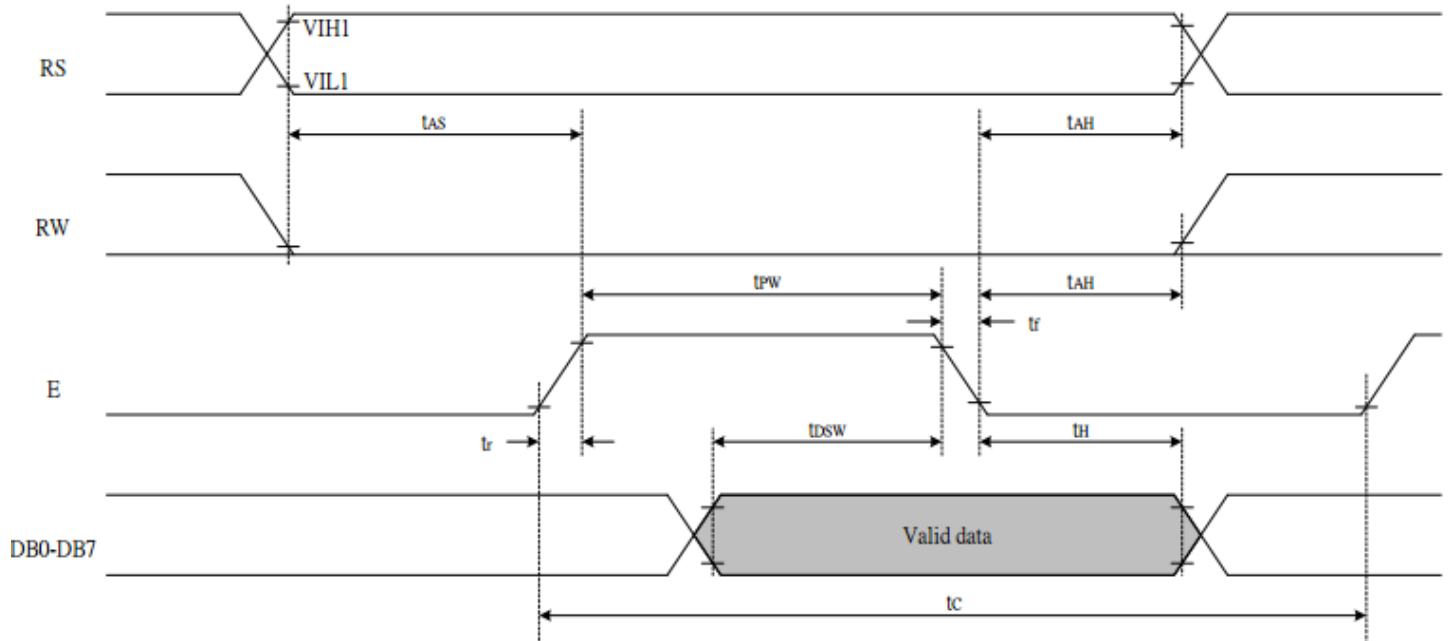 VIH1
RS
VIL1
tAS
tAH
RW
tPW
tAH
tf
E
tr
tDSW
tH
DB0-DB7
Valid data
tC